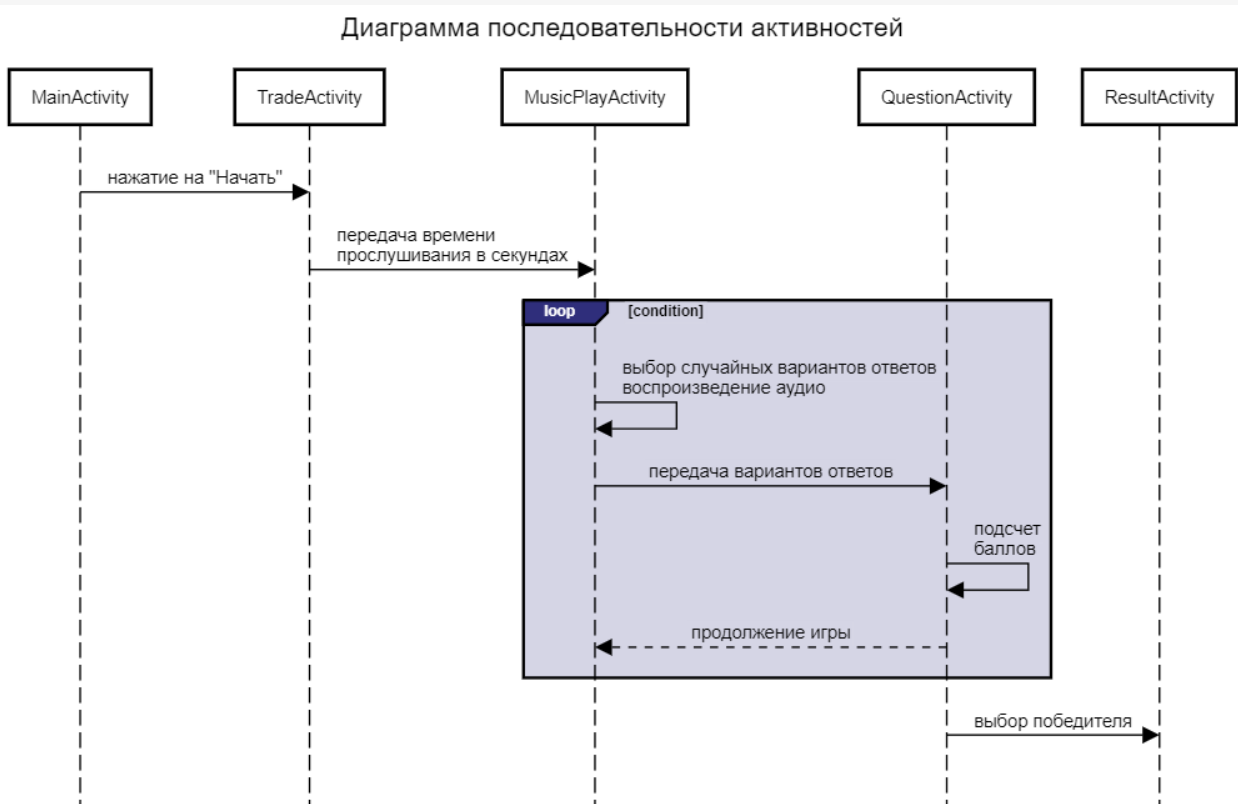 Диаграмма последовательности активностей
MainActivity
TradeActivity
MusicPlayActivity
QuestionActivity
ResultActivity
нажатие на "Начать"
передача времени
прослушивания в секундах
loop
[condition]
выбор случайных вариантов ответов
воспроизведение аудио
передача вариантов ответов
подсчет
баллов
продолжение игры
выбор победителя